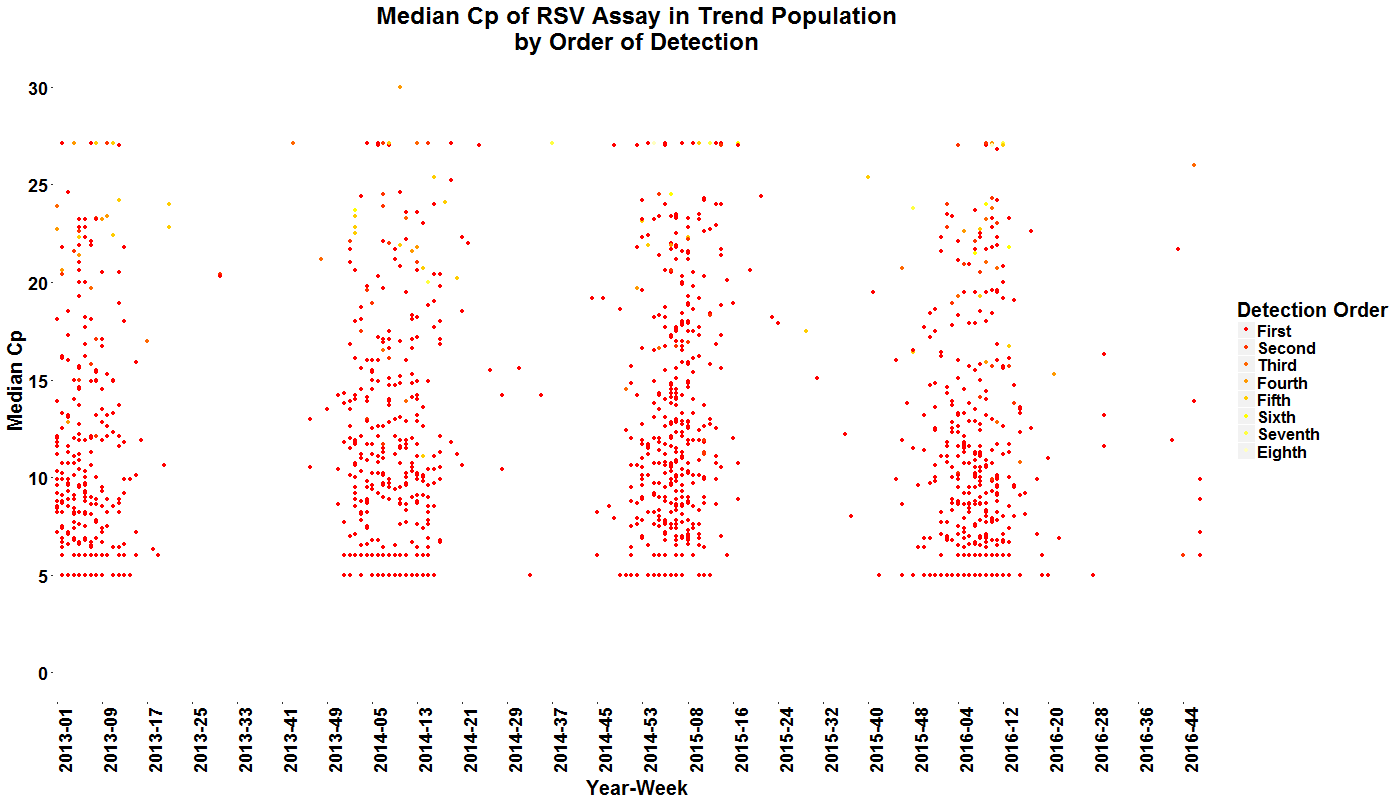 Median Cp of RSV Assay in Trend Population
by Order of Detection
Median Cp
30
25
20
15
10
5
0
2013-01
2013-09
2013-17
2013-25
2013-33
2013-41
2013-49
2014-05
2014-13
2014-21
2014-29
2014-37
2014-45
2014-53
2015-08
2015-16
2015-24
2015-32
2015-40
2015-48
2016-04
2016-12
2016-20
2016-28
2016-36
2016-44
Year-Week
Detection Order
First
Second
Third
Fourth
Fifth
Sixth
Seventh
Eighth